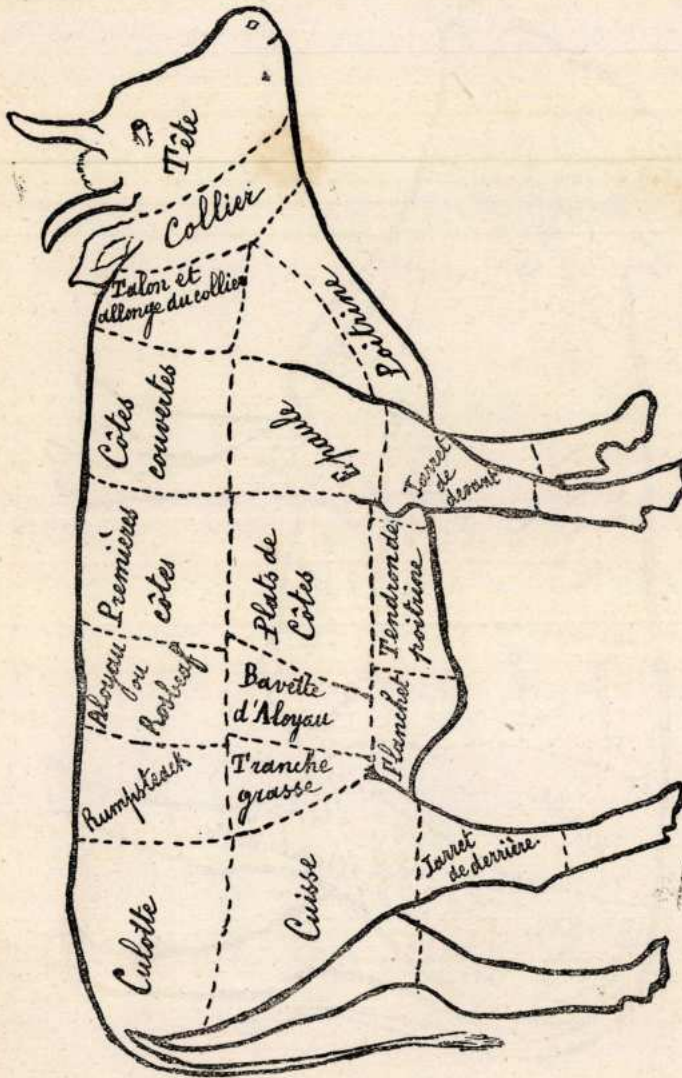 Tête
Collier
Talon et
allonge du collier
Poitrine
Côtes
couvertes
Epaule
Jarret
de
devant
Premières
côtes
Plats de
Côtes
Tendron de
poitrine
Aloyau
ou
Rosbeaf
Bavette
d'Aloyau
Flanchet
Rumpsteack
Tranche
grasse
Culotte
Cuisse
Jarret
de derrière.